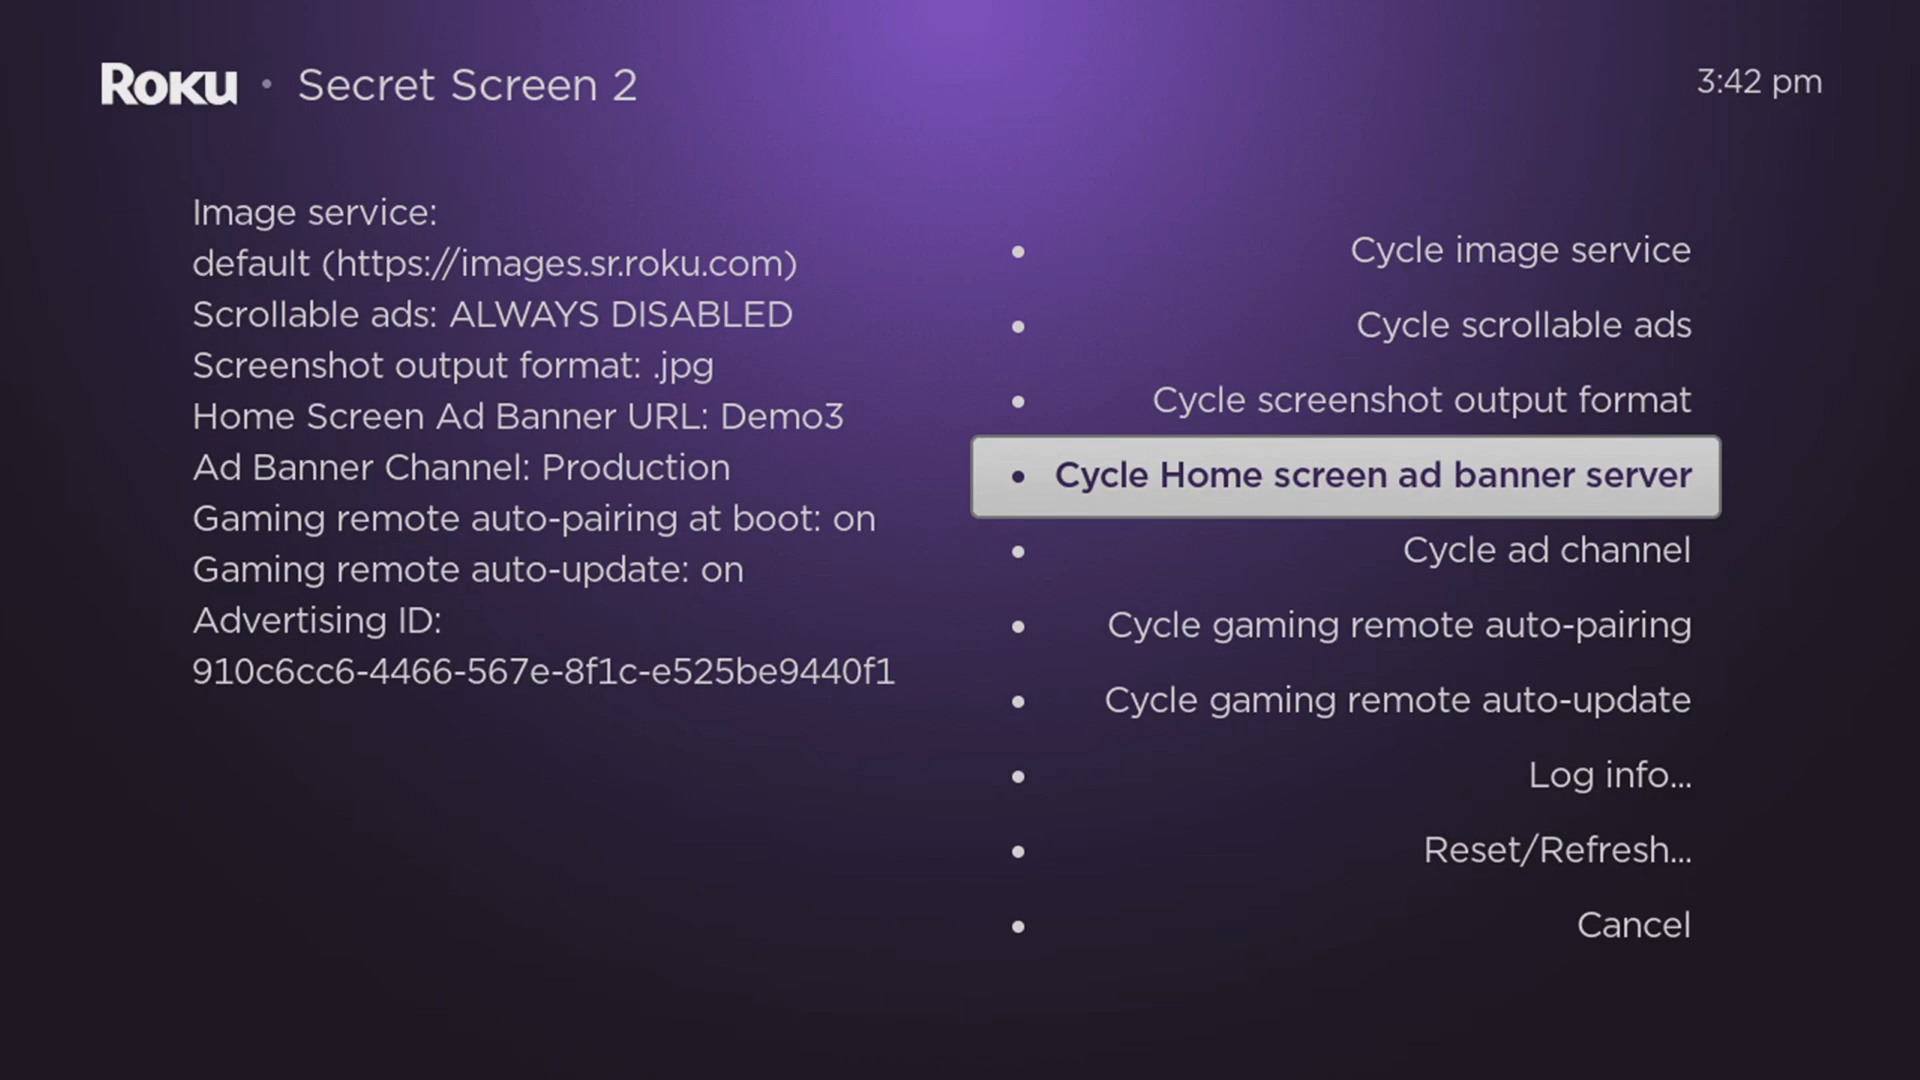 Roku • Secret Screen 2
3:42 pm
Image service:
default (https://images.sr.roku.com)
Scrollable ads: ALWAYS DISABLED
Screenshot output format: .jpg
Home Screen Ad Banner URL: Demo3
Ad Banner Channel: Production
Gaming remote auto-pairing at boot: on
Gaming remote auto-update: on
Advertising ID:
910c6cc6-4466-567e-8f1c-e525be9440f1
• Cycle image service
• Cycle scrollable ads
• Cycle screenshot output format
• Cycle Home screen ad banner server
• Cycle ad channel
• Cycle gaming remote auto-pairing
• Cycle gaming remote auto-update
• Log info...
• Reset/Refresh...
• Cancel